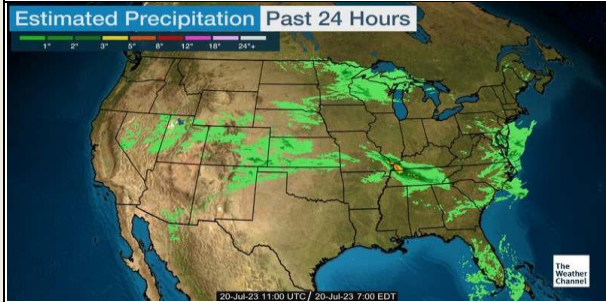 Estimated Precipitation Past 24 Hours
1" 2" 3" 5" 8" 12" 18" 24"+
The
Weather
Channel
20-Jul-23 11:00 UTC / 20-Jul-23 7:00 EDT